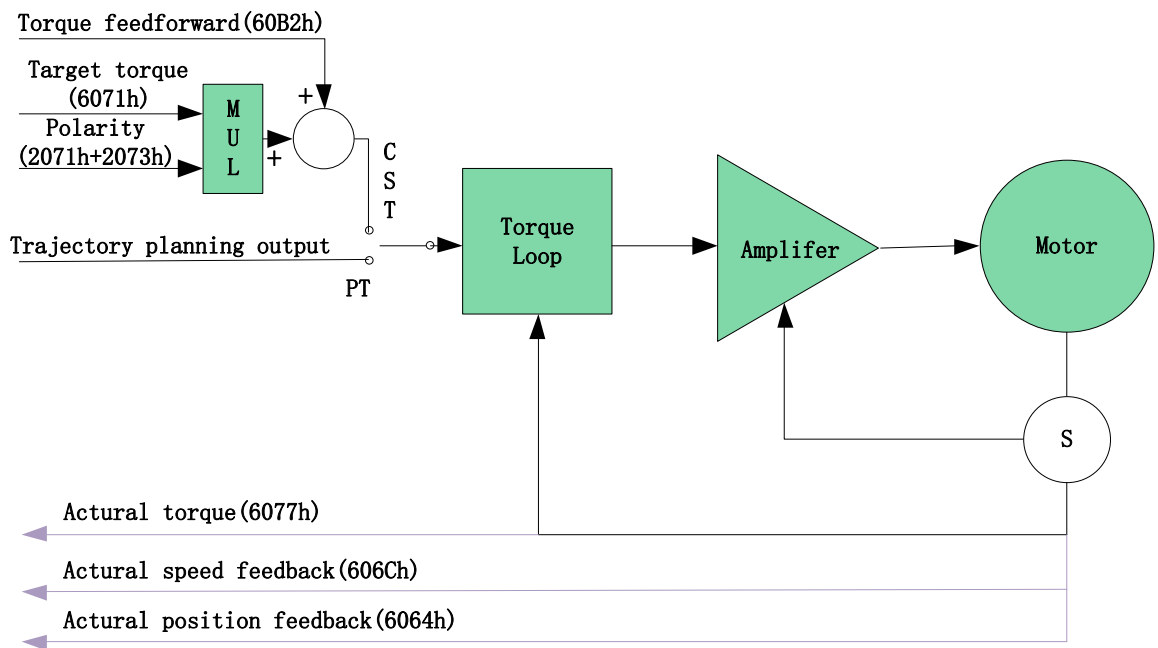 Torque feedforward(60B2h)
Target torque
(6071h)
Polarity
(2071h+2073h)
M
U
L
+
+
C
S
T
Trajectory planning output
PT
Torque
Loop
Amplifer
Motor
S
Actural torque(6077h)
Actural speed feedback(606Ch)
Actural position feedback(6064h)